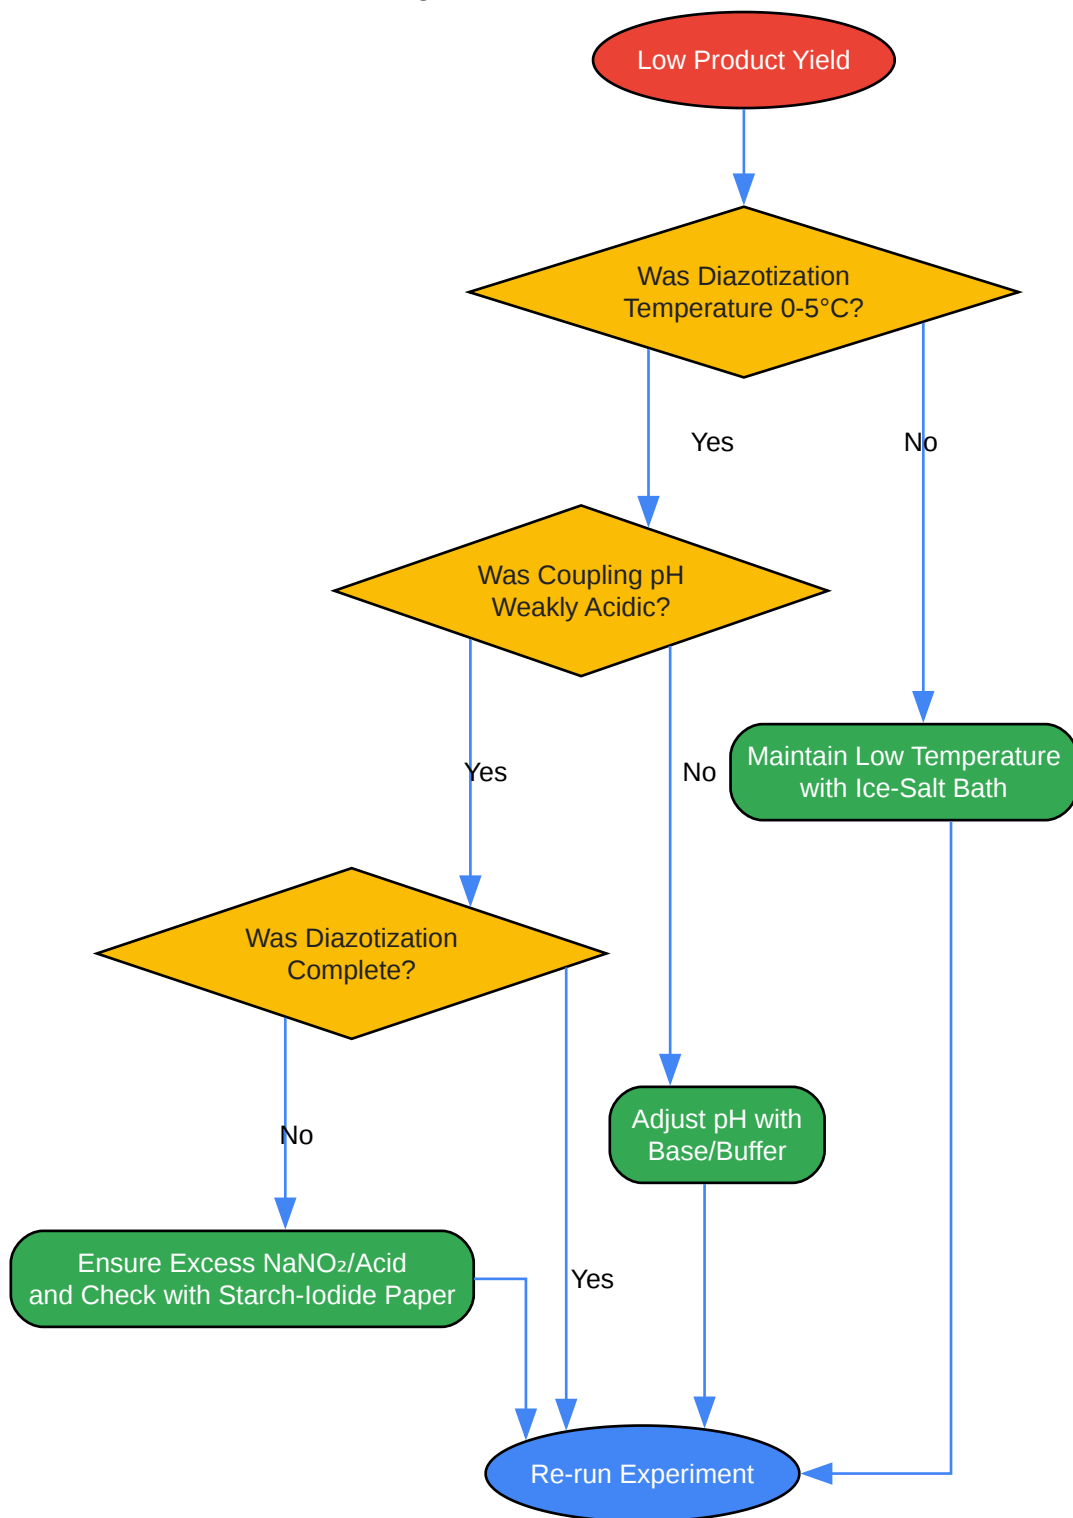 Low Product Yield
Was Diazotization
Temperature 0-5°C?
Yes
No
Was Coupling pH
Weakly Acidic?
Yes
No
Maintain Low Temperature
with Ice-Salt Bath
Was Diazotization
Complete?
No
Adjust pH with
Base/Buffer
Ensure Excess NaNO₂/Acid
and Check with Starch-Iodide Paper
Yes
Re-run Experiment